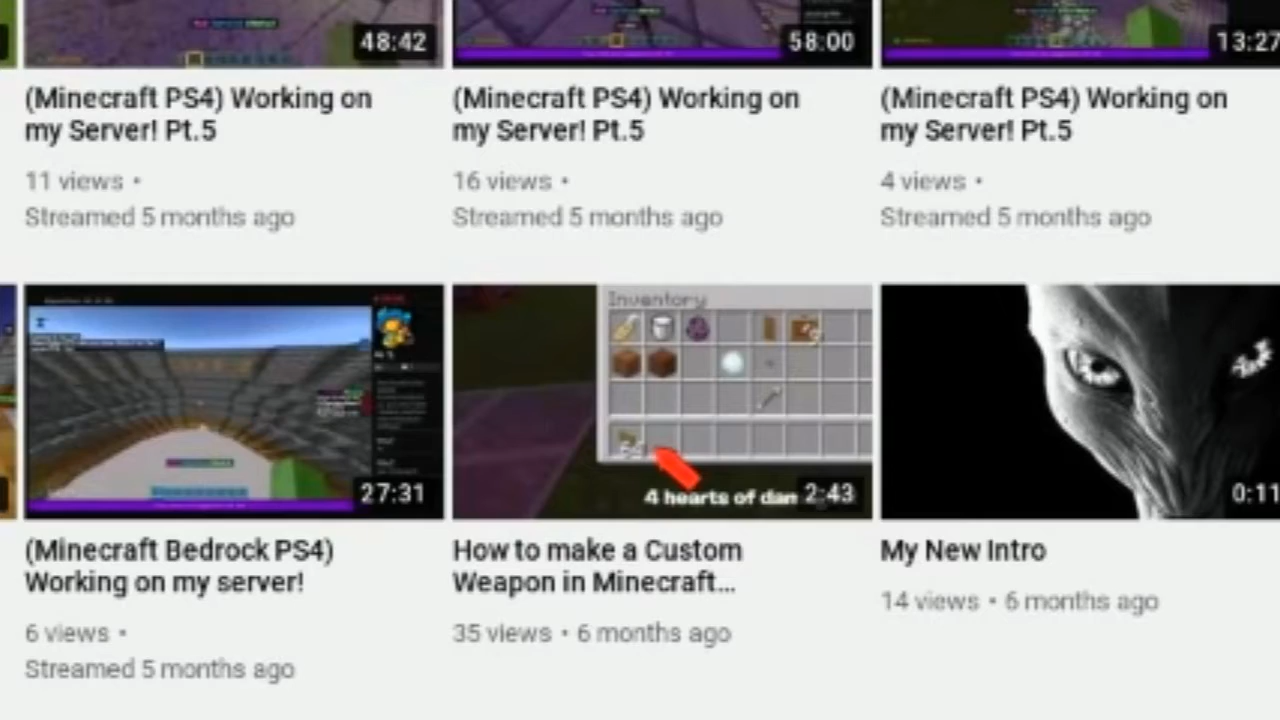 48:42
58:00
13:27
(Minecraft PS4) Working on
my Server! Pt.5
11 views •
Streamed 5 months ago
(Minecraft PS4) Working on
my Server! Pt.5
16 views •
Streamed 5 months ago
(Minecraft PS4) Working on
my Server! Pt.5
4 views •
Streamed 5 months ago
Inventory
4 hearts of dam
27:31
2:43
0:11
(Minecraft Bedrock PS4)
Working on my server!
6 views •
Streamed 5 months ago
How to make a Custom
Weapon in Minecraft...
35 views • 6 months ago
My New Intro
14 views • 6 months ago